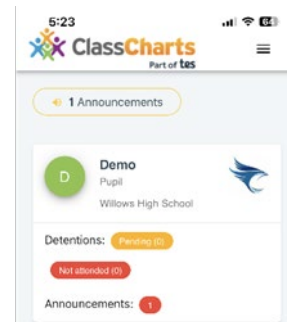 5:23
64
ClassCharts
Part of tes
1 Announcements
D
Demo
Pupil
Willows High School
Detentions: Pending (0)
Not attended (0)
Announcements: 1